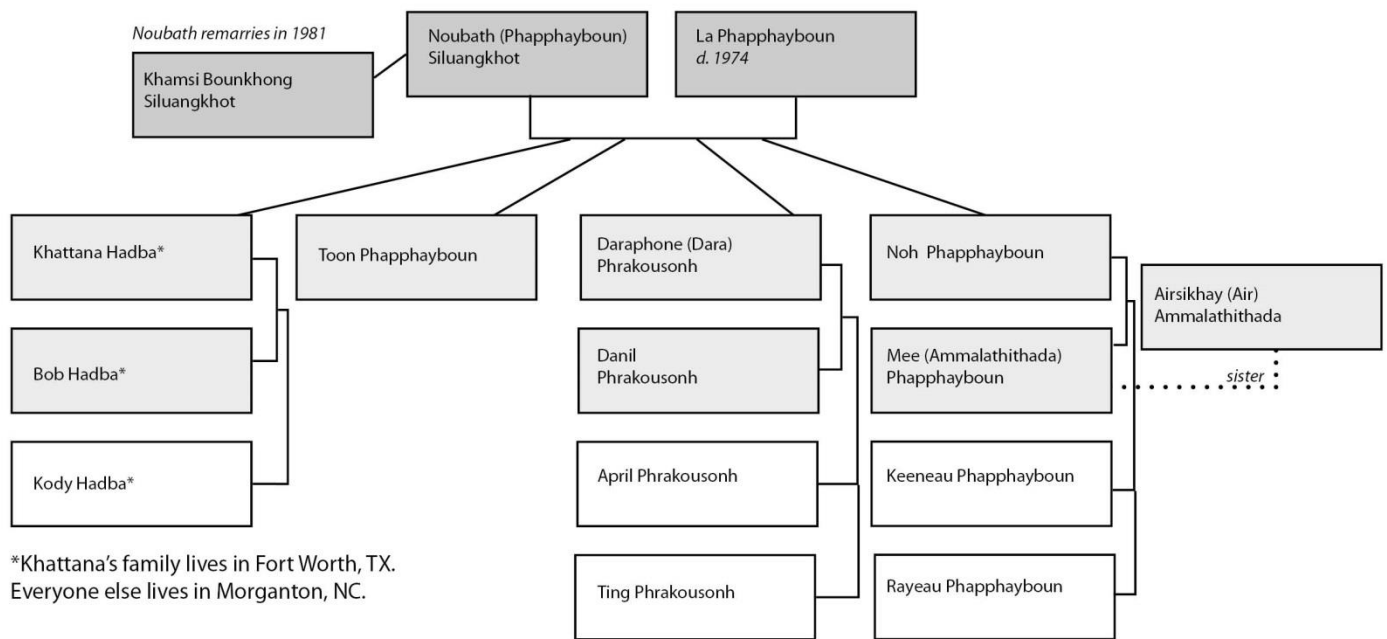 Noubath remarries in 1981
Khamsi Bounkhong
Siluangkhot
Noubath (Phapphayboun)
Siluangkhot
La Phapphayboun
d. 1974
Khattana Hadba*
Toon Phapphayboun
Daraphone (Dara)
Phrakousonh
Noh Phapphayboun
Airsikhay (Air)
Ammalathithada
Bob Hadba*
Danil
Phrakousonh
Mee (Ammalathithada)
Phapphayboun
sister
Kody Hadba*
April Phrakousonh
Keeneau Phapphayboun
Ting Phrakousonh
Rayeau Phapphayboun
*Khattana’s family lives in Fort Worth, TX.
Everyone else lives in Morganton, NC.